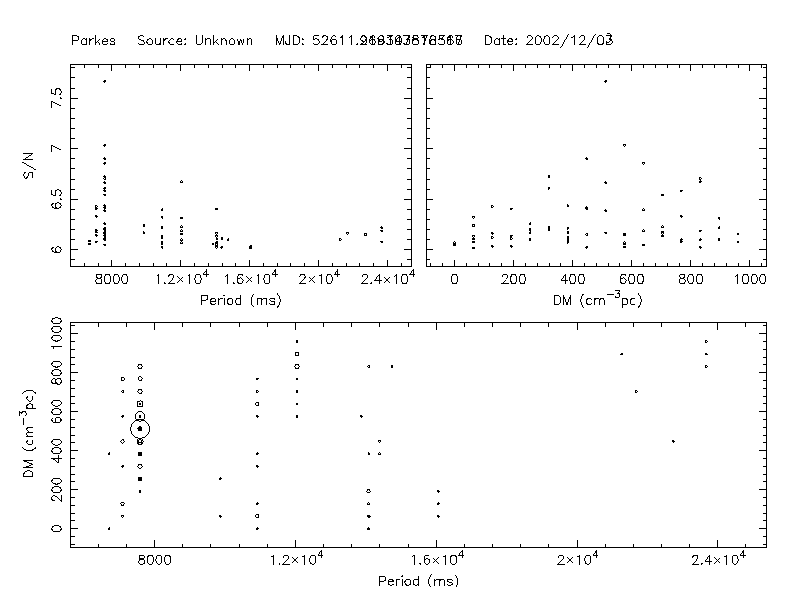 Parkes Source: Unknown MJD: Date: 2002/12/
S/N
7.5
7
6.5
6
8000 1.2×10⁴ 1.6×10⁴ 2×10⁴ 2.4×10⁴
Period (ms)
0 200 400 600 800 1000
DM (cm⁻³pc)
DM (cm⁻³pc)
1000
800
600
400
200
0
8000 1.2×10⁴ 1.6×10⁴ 2×10⁴ 2.4×10⁴
Period (ms)